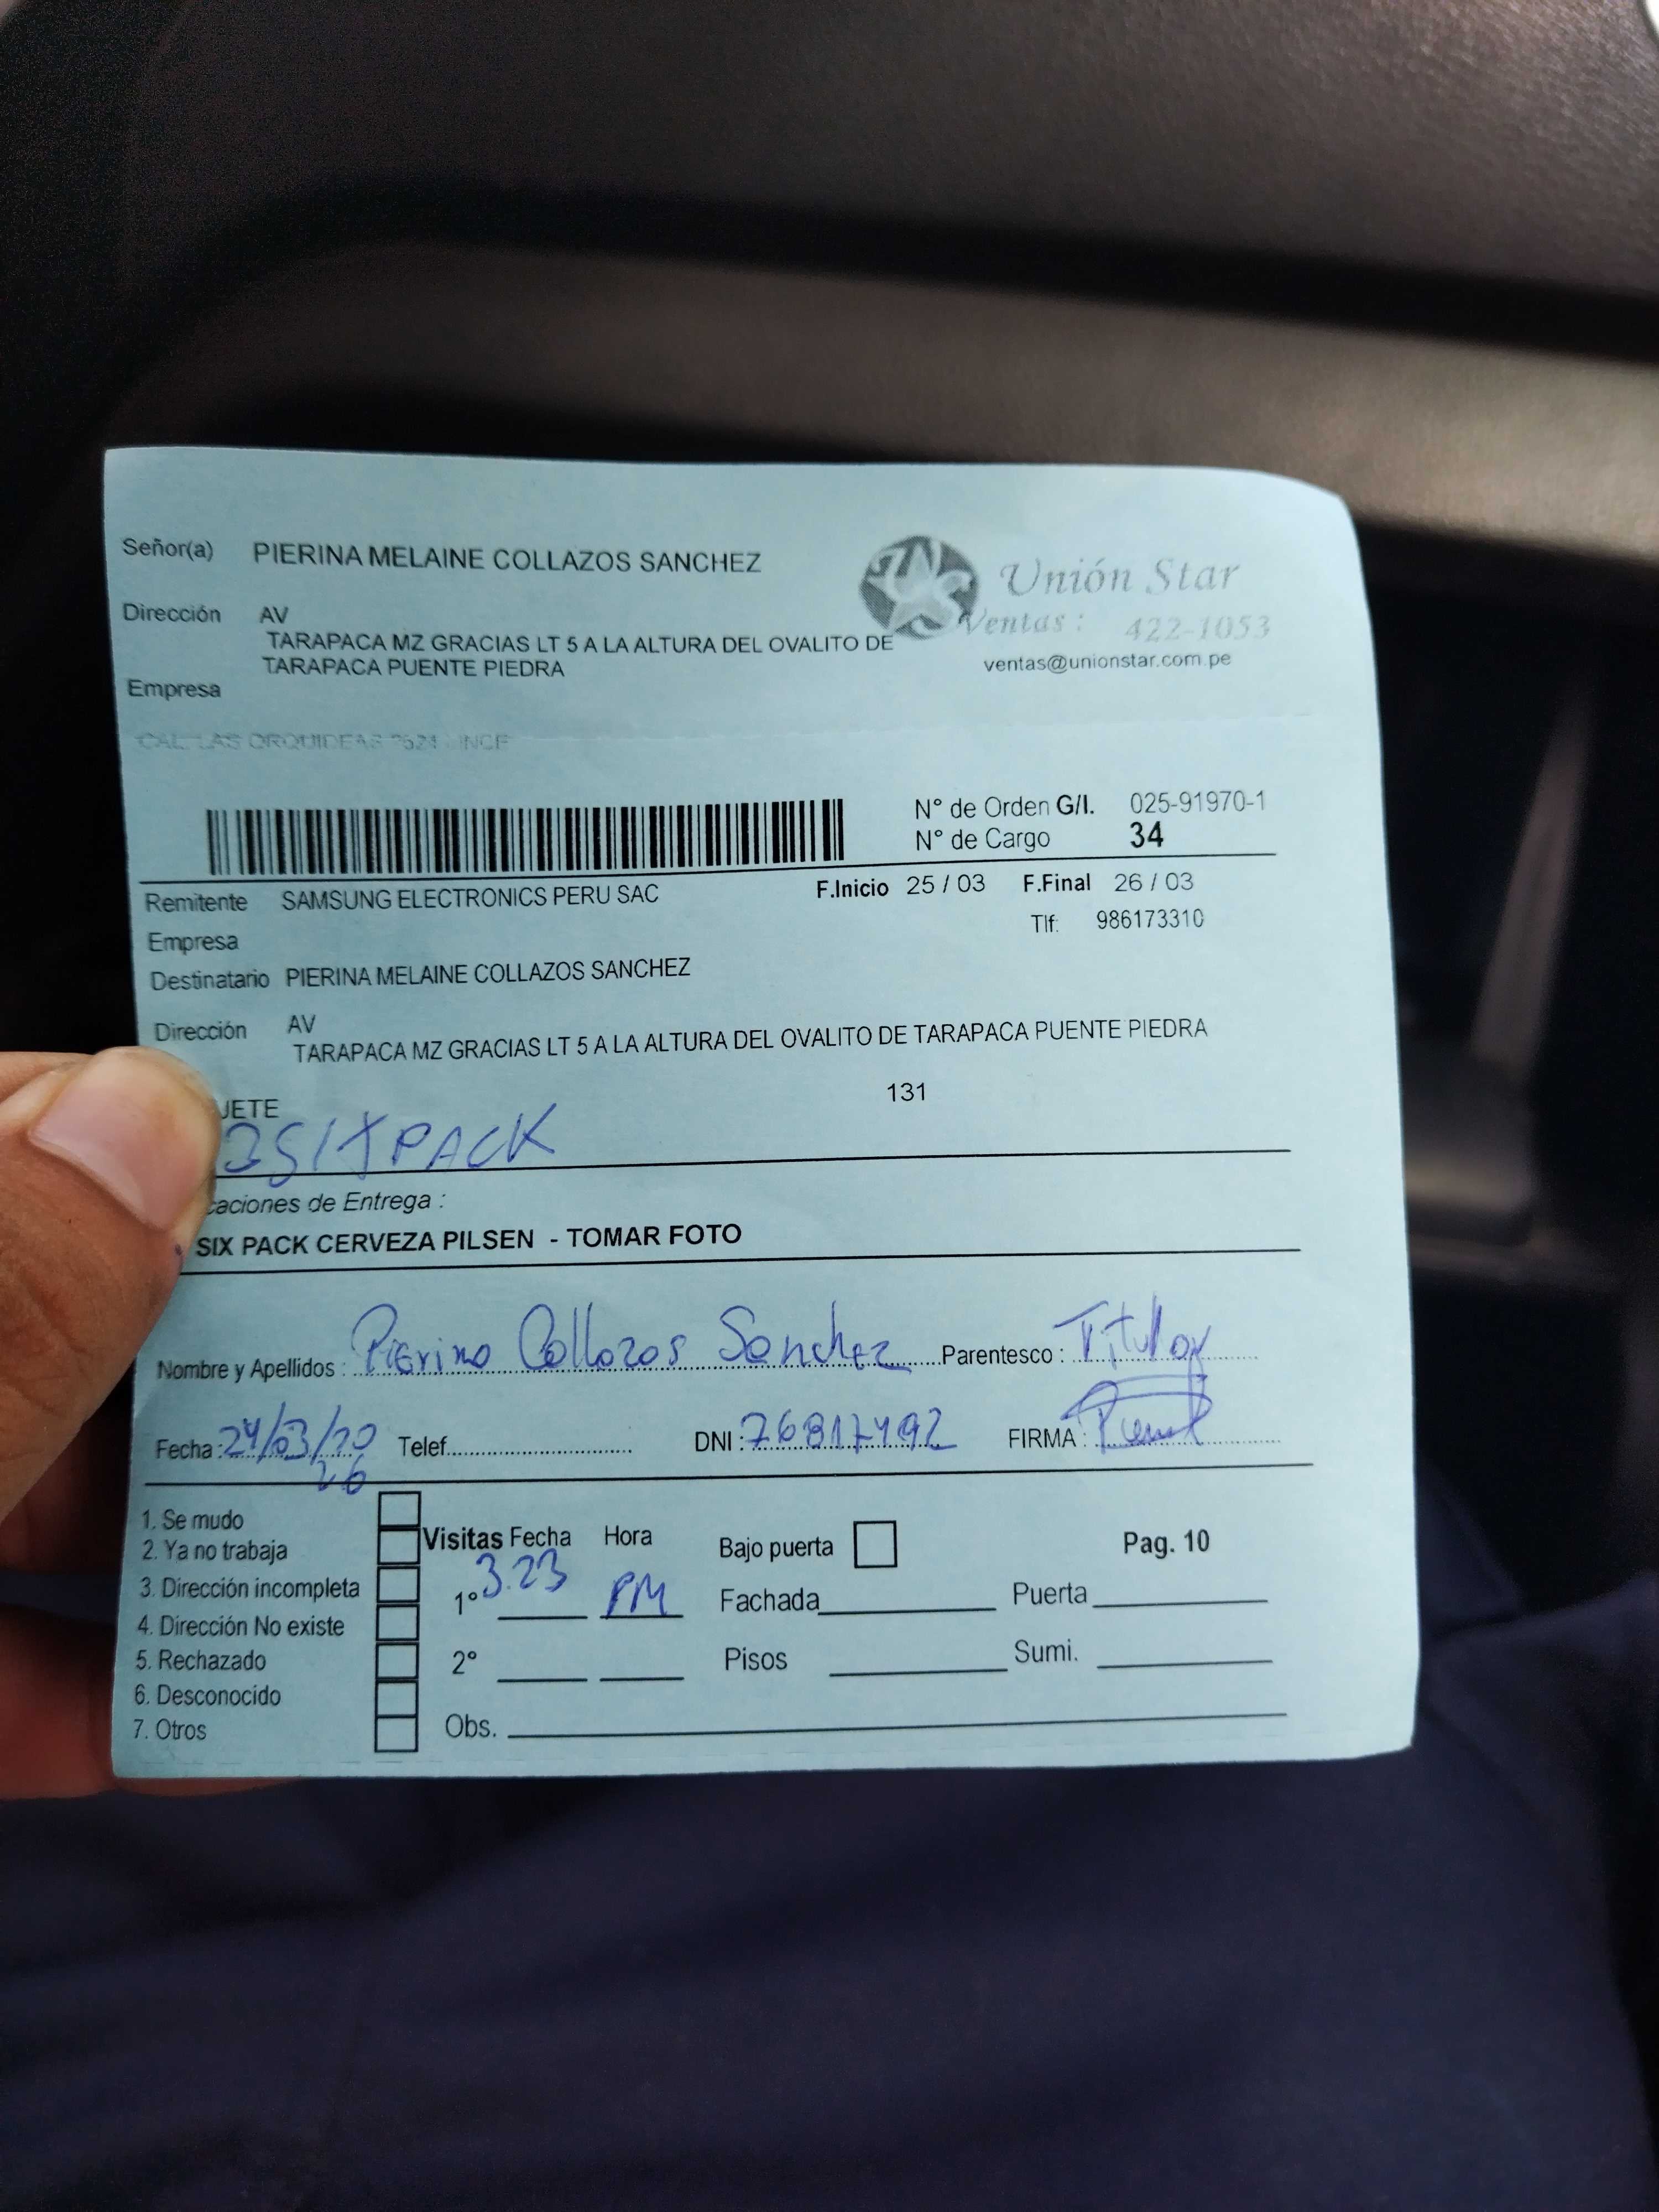 Señor(a) PIERINA MELAINE COLLAZOS SANCHEZ
Unión Star
Ventas : 422-1053
ventas@unionstar.com.pe
Dirección AV
TARAPACA MZ GRACIAS LT 5 A LA ALTURA DEL OVALITO DE
TARAPACA PUENTE PIEDRA
Empresa
LAS ORQUIDEAS
N° de Orden G/I. 025-91970-1
N° de Cargo 34
Remitente SAMSUNG ELECTRONICS PERU SAC F.Inicio 25 / 03 F.Final 26 / 03
Tlf: 986173310
Empresa
Destinatario PIERINA MELAINE COLLAZOS SANCHEZ
Dirección AV
TARAPACA MZ GRACIAS LT 5 A LA ALTURA DEL OVALITO DE TARAPACA PUENTE PIEDRA
UETE 131
SIXPACK
caciones de Entrega :
SIX PACK CERVEZA PILSEN - TOMAR FOTO
Nombre y Apellidos : Pierina Collazos Sanchez Parentesco : Titular
Fecha : 24/03/20 Telef. DNI : 76817492 FIRMA :
26
1. Se mudo
2. Ya no trabaja
3. Dirección incompleta
4. Dirección No existe
5. Rechazado
6. Desconocido
7. Otros
Visitas Fecha Hora
1° 3.23 PM
2°
Obs.
Bajo puerta Pag. 10
Fachada Puerta
Pisos Sumi.